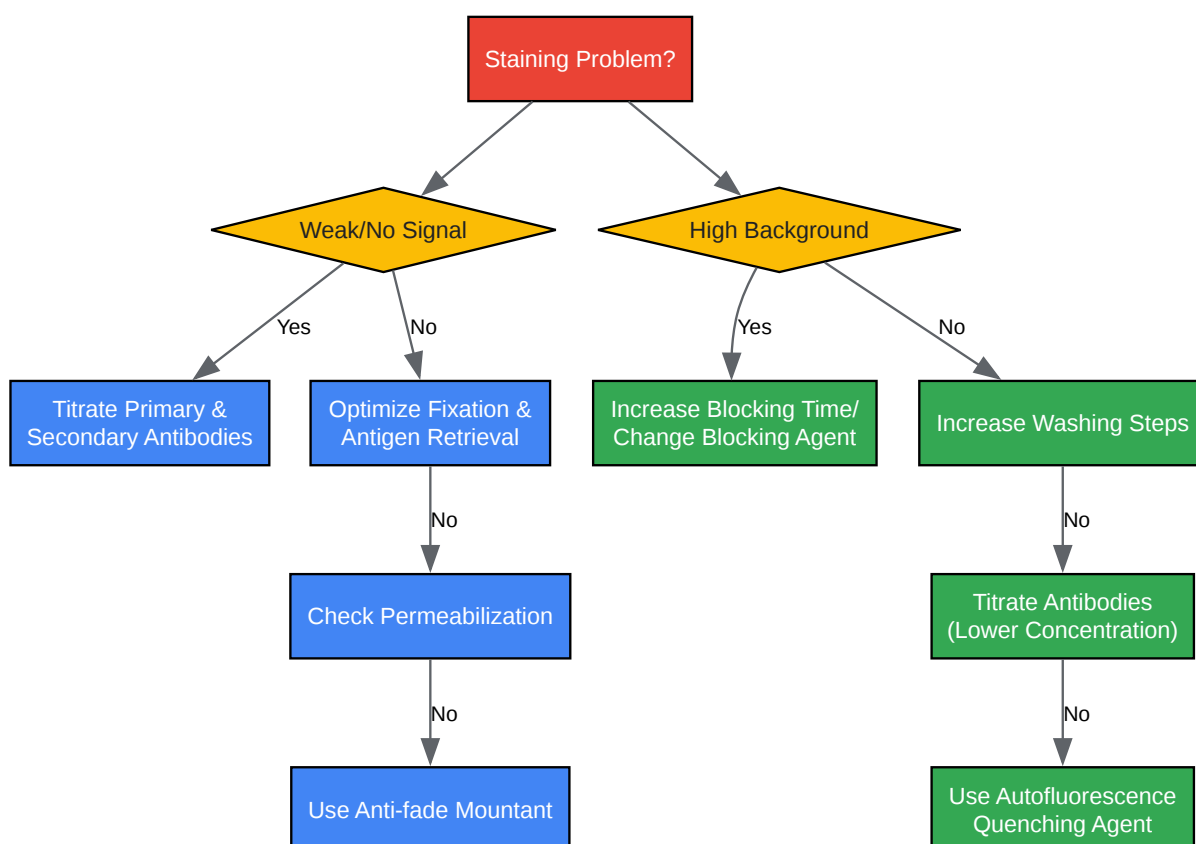 Staining Problem?
Weak/No Signal
High Background
Yes
No
Yes
No
Titrate Primary &
Secondary Antibodies
Optimize Fixation &
Antigen Retrieval
Increase Blocking Time/
Change Blocking Agent
Increase Washing Steps
No
No
Check Permeabilization
Titrate Antibodies
(Lower Concentration)
No
No
Use Anti-fade Mountant
Use Autofluorescence
Quenching Agent